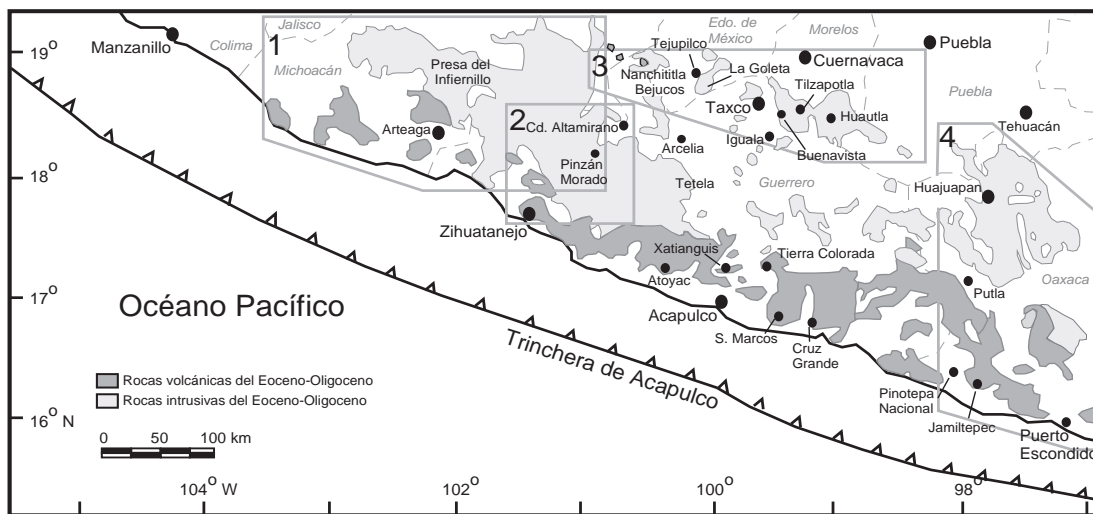 19°
18°
17°
16° N
104° W
102°
100°
98°
Manzanillo
Colima
Jalisco
1
Michoacán
Presa del
Infiernillo
Arteaga
2
Cd. Altamirano
Pinzán
Morado
Zihuatanejo
Edo. de
México
Morelos
Puebla
3
Tejupilco
Nanchititla
Bejucos
La Goleta
Cuernavaca
Taxco
Tilzapotla
Huautla
Iguala
Buenavista
Arcelia
Tetela
Guerrero
Puebla
Tehuacán
4
Huajuapan
Oaxaca
Xatianguis
Tierra Colorada
Atoyac
Acapulco
S. Marcos
Cruz
Grande
Putla
Pinotepa
Nacional
Jamiltepec
Puerto
Escondido
Océano Pacífico
Trinchera de Acapulco
Rocas volcánicas del Eoceno-Oligoceno
Rocas intrusivas del Eoceno-Oligoceno
0 50 100 km